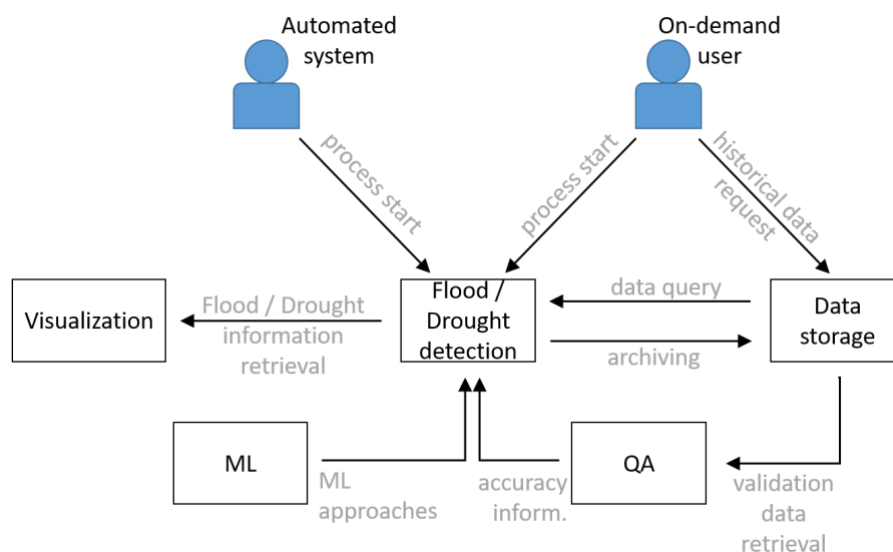 Automated
system
On-demand
user
process start
process start
historical data
request
Visualization
Flood / Drought
information
retrieval
Flood /
Drought
detection
data query
archiving
Data
storage
ML
ML
approaches
accuracy
inform.
QA
validation
data
retrieval